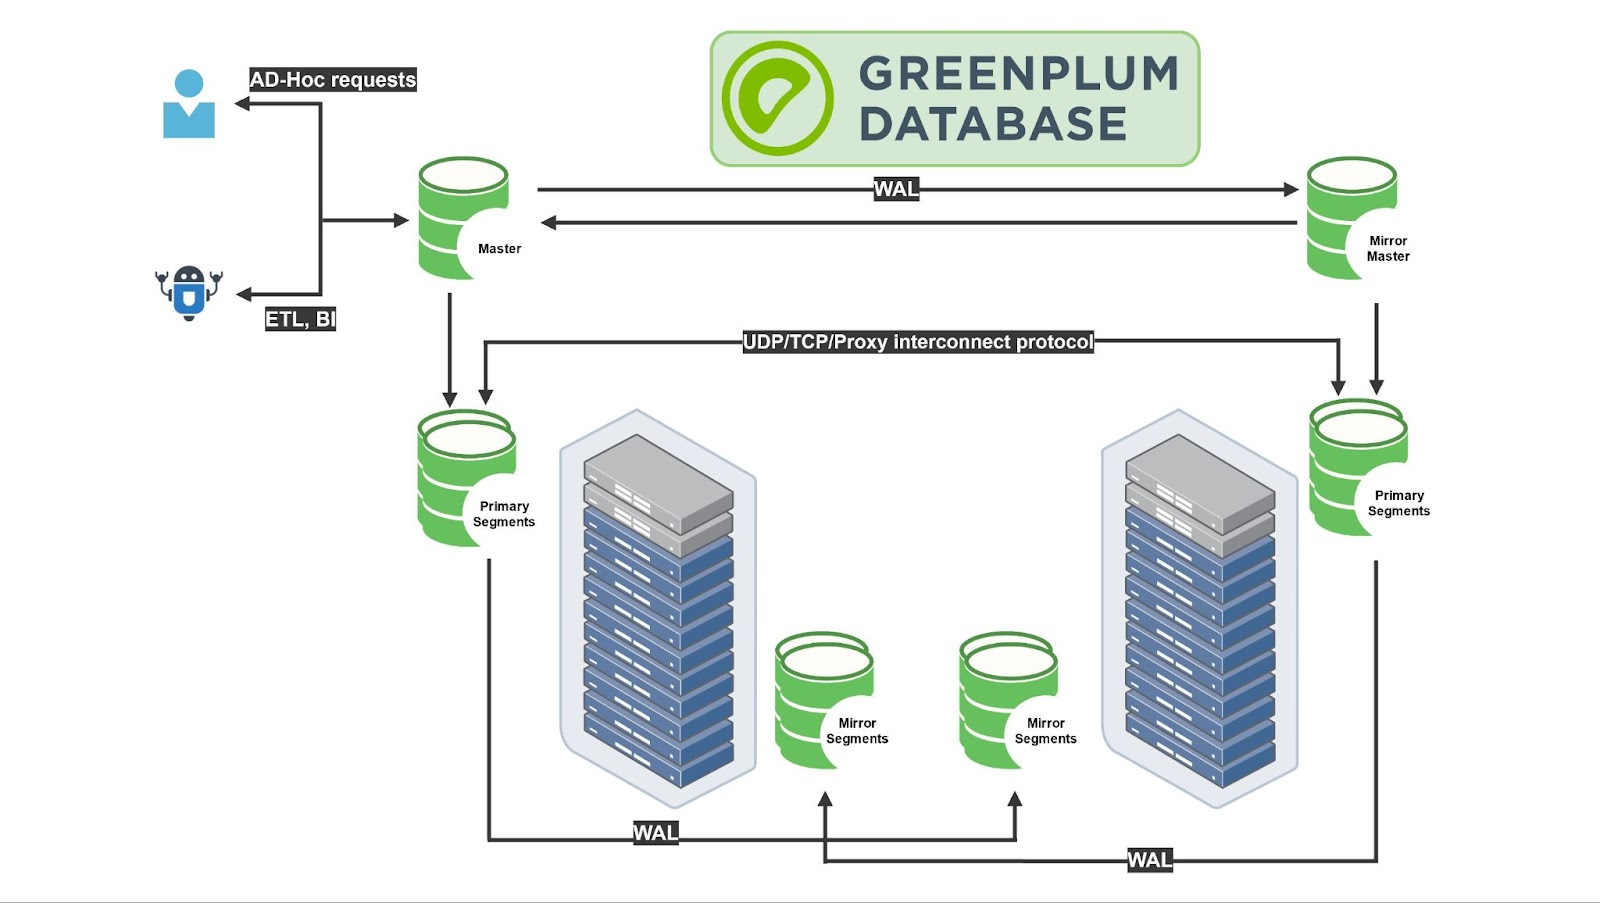 AD-Hoc requests
GREENPLUM
DATABASE
WAL
Master
Mirror
Master
ETL, BI
UDP/TCP/Proxy interconnect protocol
Primary
Segments
Primary
Segments
Mirror
Segments
Mirror
Segments
WAL
WAL